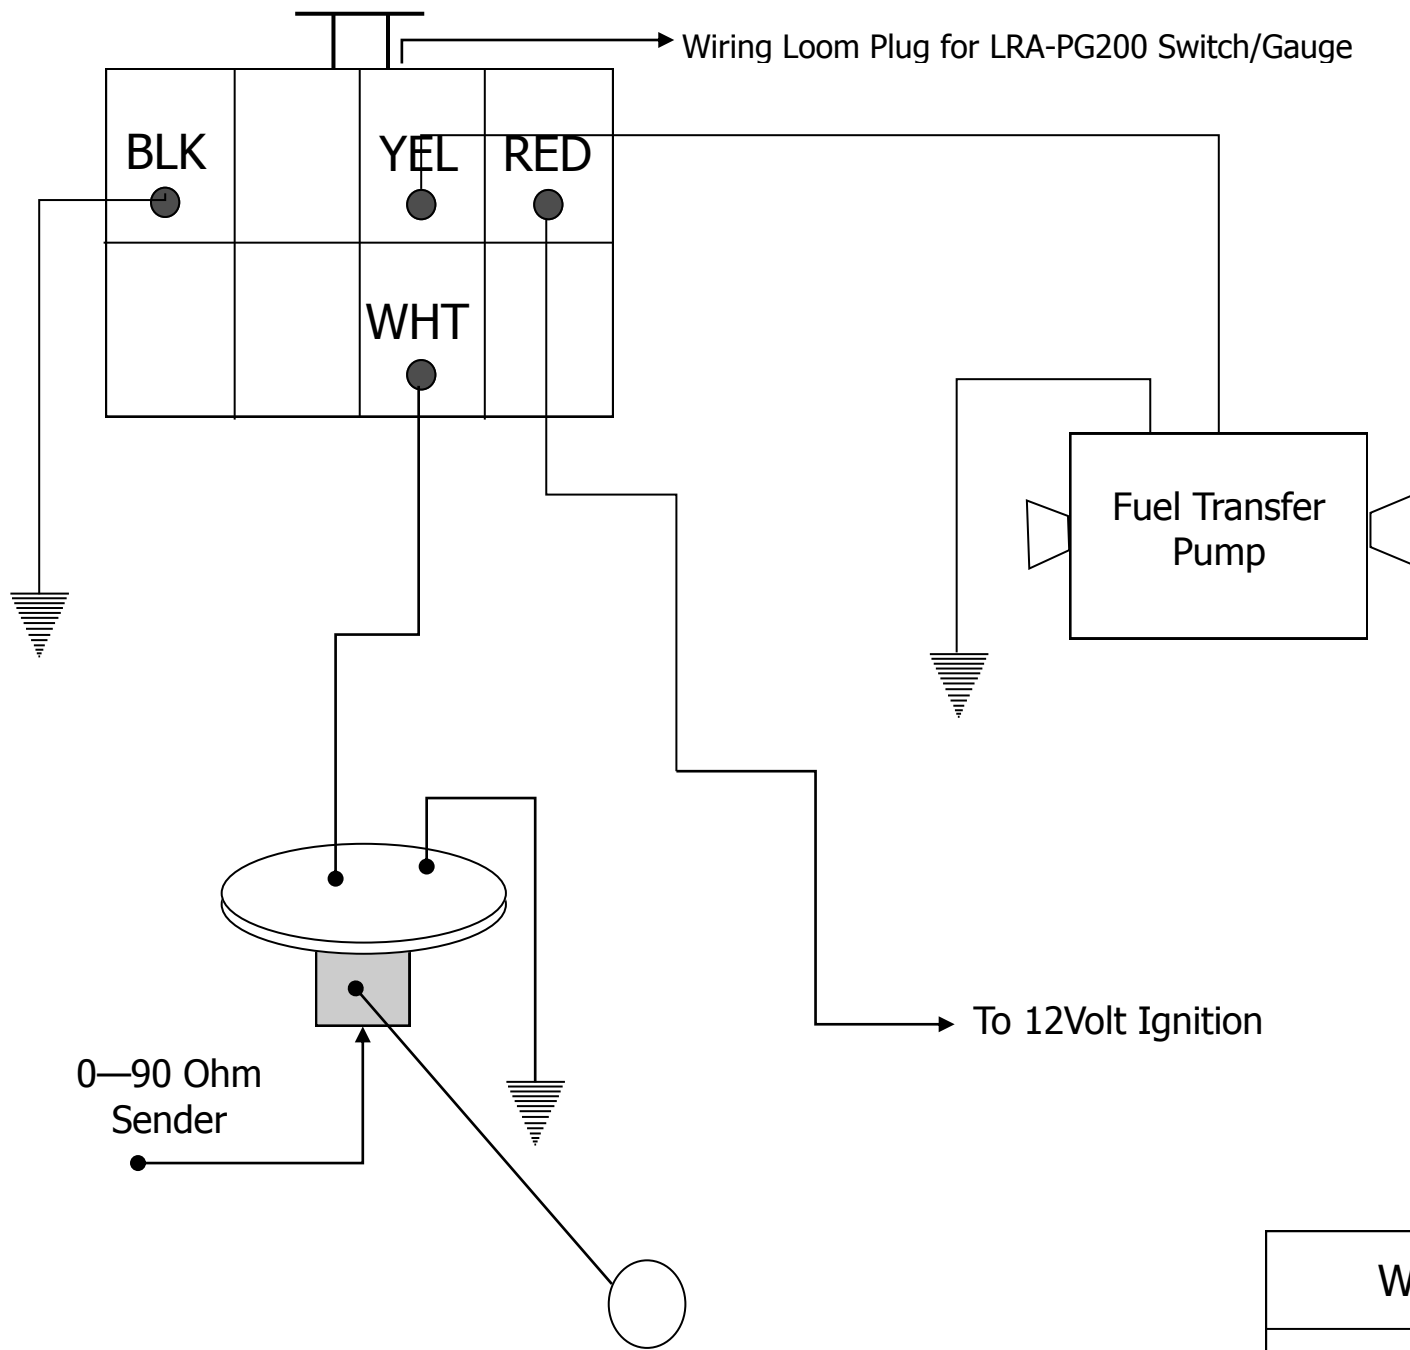 Wiring Loom Plug for LRA-PG200 Switch/Gauge
BLK YEL RED
WHT
Fuel Transfer
Pump
To 12Volt Ignition
0—90 Ohm
Sender